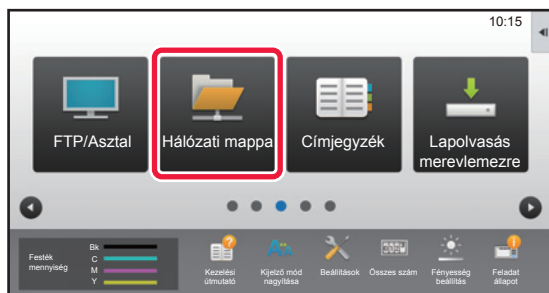 10:15
FTP/Asztal
Hálózati mappa
Címjegyzék
Lapolvasás
merevlemezre
Festék
mennyiség
Bk
C
M
Y
Kezelési
útmutató
Kijelző mód
nagyítása
Beállítások
Összes szám
Fényesség
beállítás
Feladat
állapot